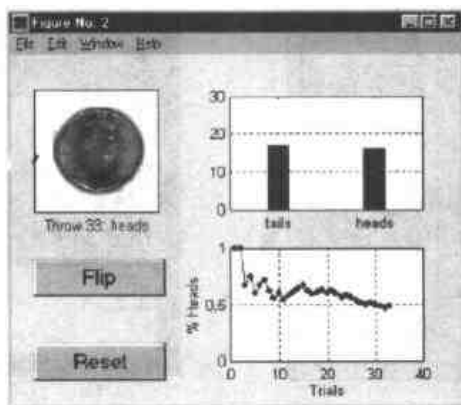 Figure No. 2
File Edit Window Help
Throw 33: heads
Flip
Reset
30
20
10
0
tails heads
1
0,5
0
% Heads
0 10 20 30 40
Trials